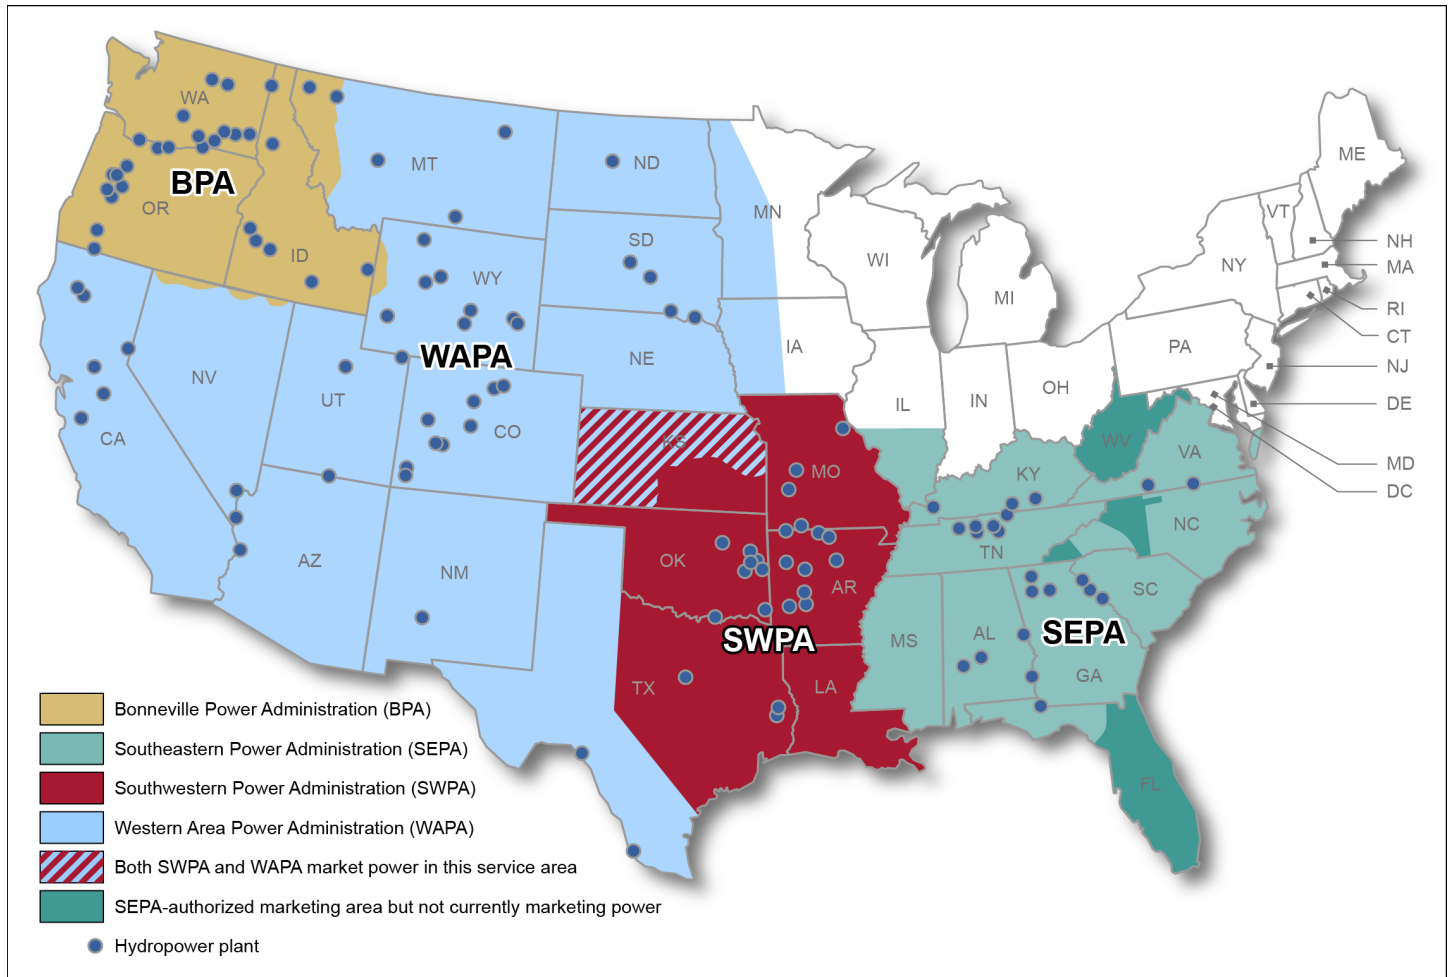 WA
MT
ND
ME
BPA
OR
ID
MN
VT
NH
SD
WI
NY
MA
WY
MI
RI
CT
WAPA
NE
IA
PA
NJ
NV
UT
OH
DE
IN
IL
CA
CO
KS
WV
VA
MD
MO
KY
DC
NC
TN
AZ
NM
OK
AR
SC
SWPA
SEPA
MS
AL
TX
LA
GA
FL
Bonneville Power Administration (BPA)
Southeastern Power Administration (SEPA)
Southwestern Power Administration (SWPA)
Western Area Power Administration (WAPA)
Both SWPA and WAPA market power in this service area
SEPA-authorized marketing area but not currently marketing power
Hydropower plant